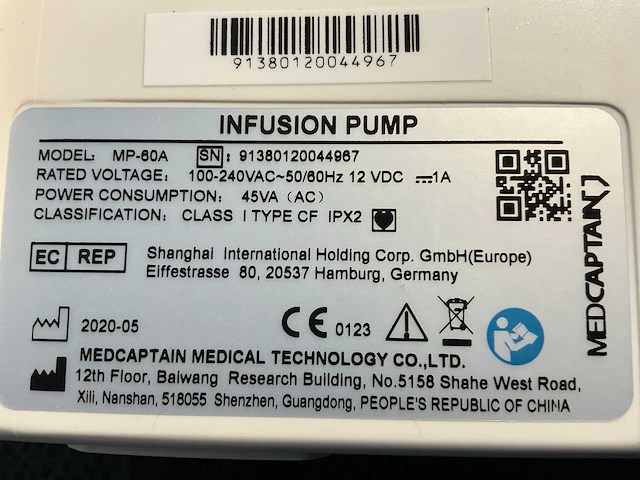 91380120044967
INFUSION PUMP
MODEL: MP-60A SN: 91380120044967
RATED VOLTAGE: 100-240VAC~50/60Hz 12 VDC ⎓1A
POWER CONSUMPTION: 45VA (AC)
CLASSIFICATION: CLASS I TYPE CF IPX2
EC REP Shanghai International Holding Corp. GmbH(Europe)
Eiffestrasse 80, 20537 Hamburg, Germany
MEDCAPTAIN
2020-05
CE 0123
MEDCAPTAIN MEDICAL TECHNOLOGY CO.,LTD.
12th Floor, Baiwang Research Building, No.5158 Shahe West Road,
Xili, Nanshan, 518055 Shenzhen, Guangdong, PEOPLE'S REPUBLIC OF CHINA